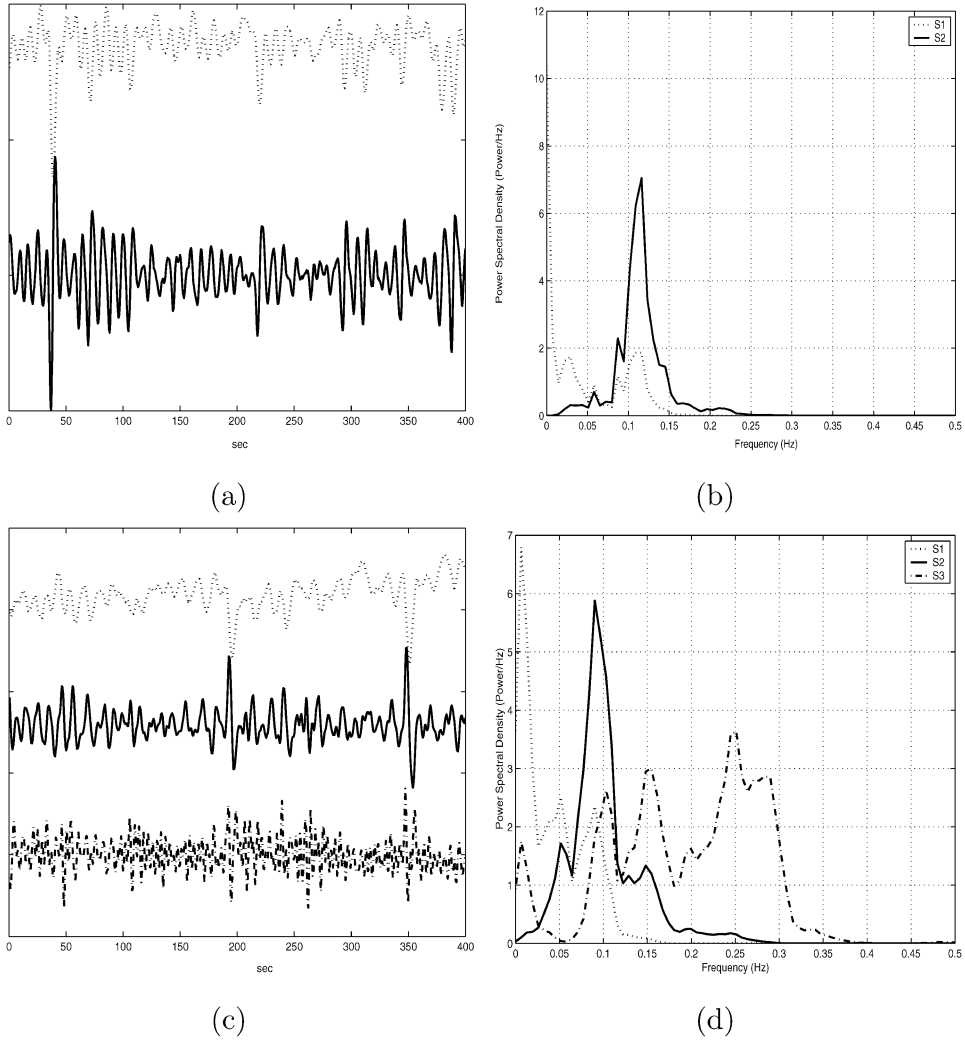 0 50 100 150 200 250 300 350 400
sec
(a)
12
10
8
6
4
2
0
Power Spectral Density (Power/Hz)
S1
S2
0 0.05 0.1 0.15 0.2 0.25 0.3 0.35 0.4 0.45 0.5
Frequency (Hz)
(b)
0 50 100 150 200 250 300 350 400
sec
(c)
7
6
5
4
3
2
1
0
Power Spectral Density (Power/Hz)
S1
S2
S3
0 0.05 0.1 0.15 0.2 0.25 0.3 0.35 0.4 0.45 0.5
Frequency (Hz)
(d)